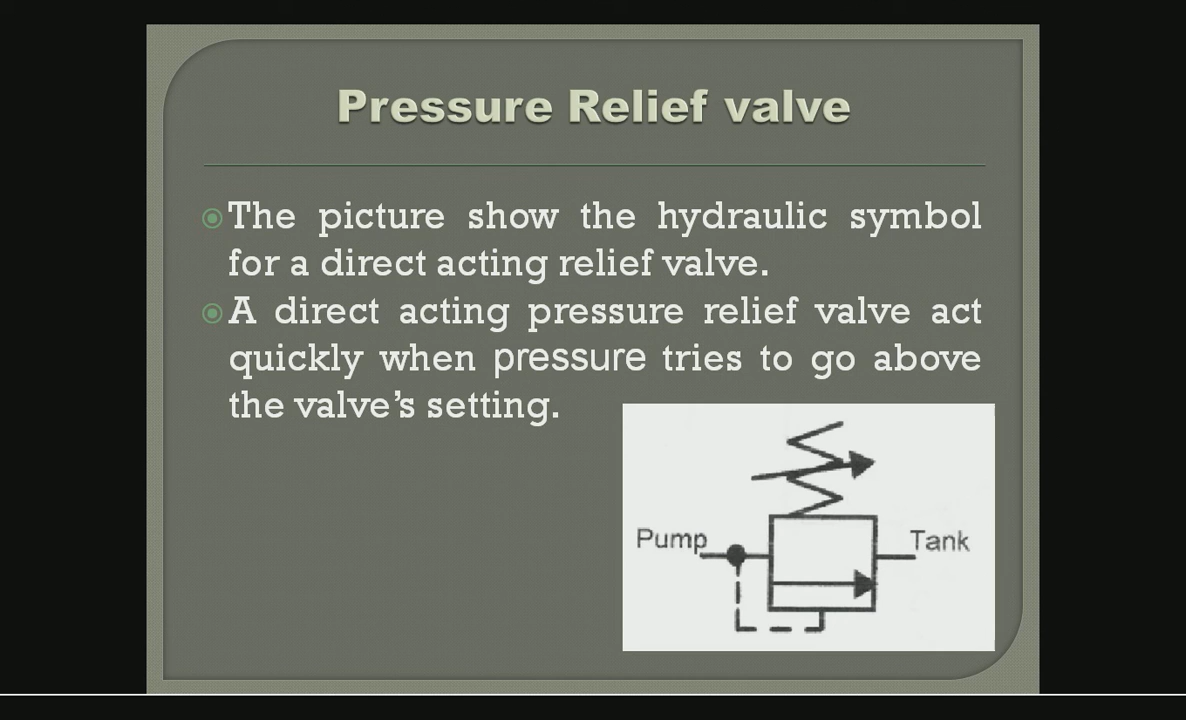 Pressure Relief valve
The picture show the hydraulic symbol
for a direct acting relief valve.
A direct acting pressure relief valve act
quickly when pressure tries to go above
the valve's setting.
Pump
Tank